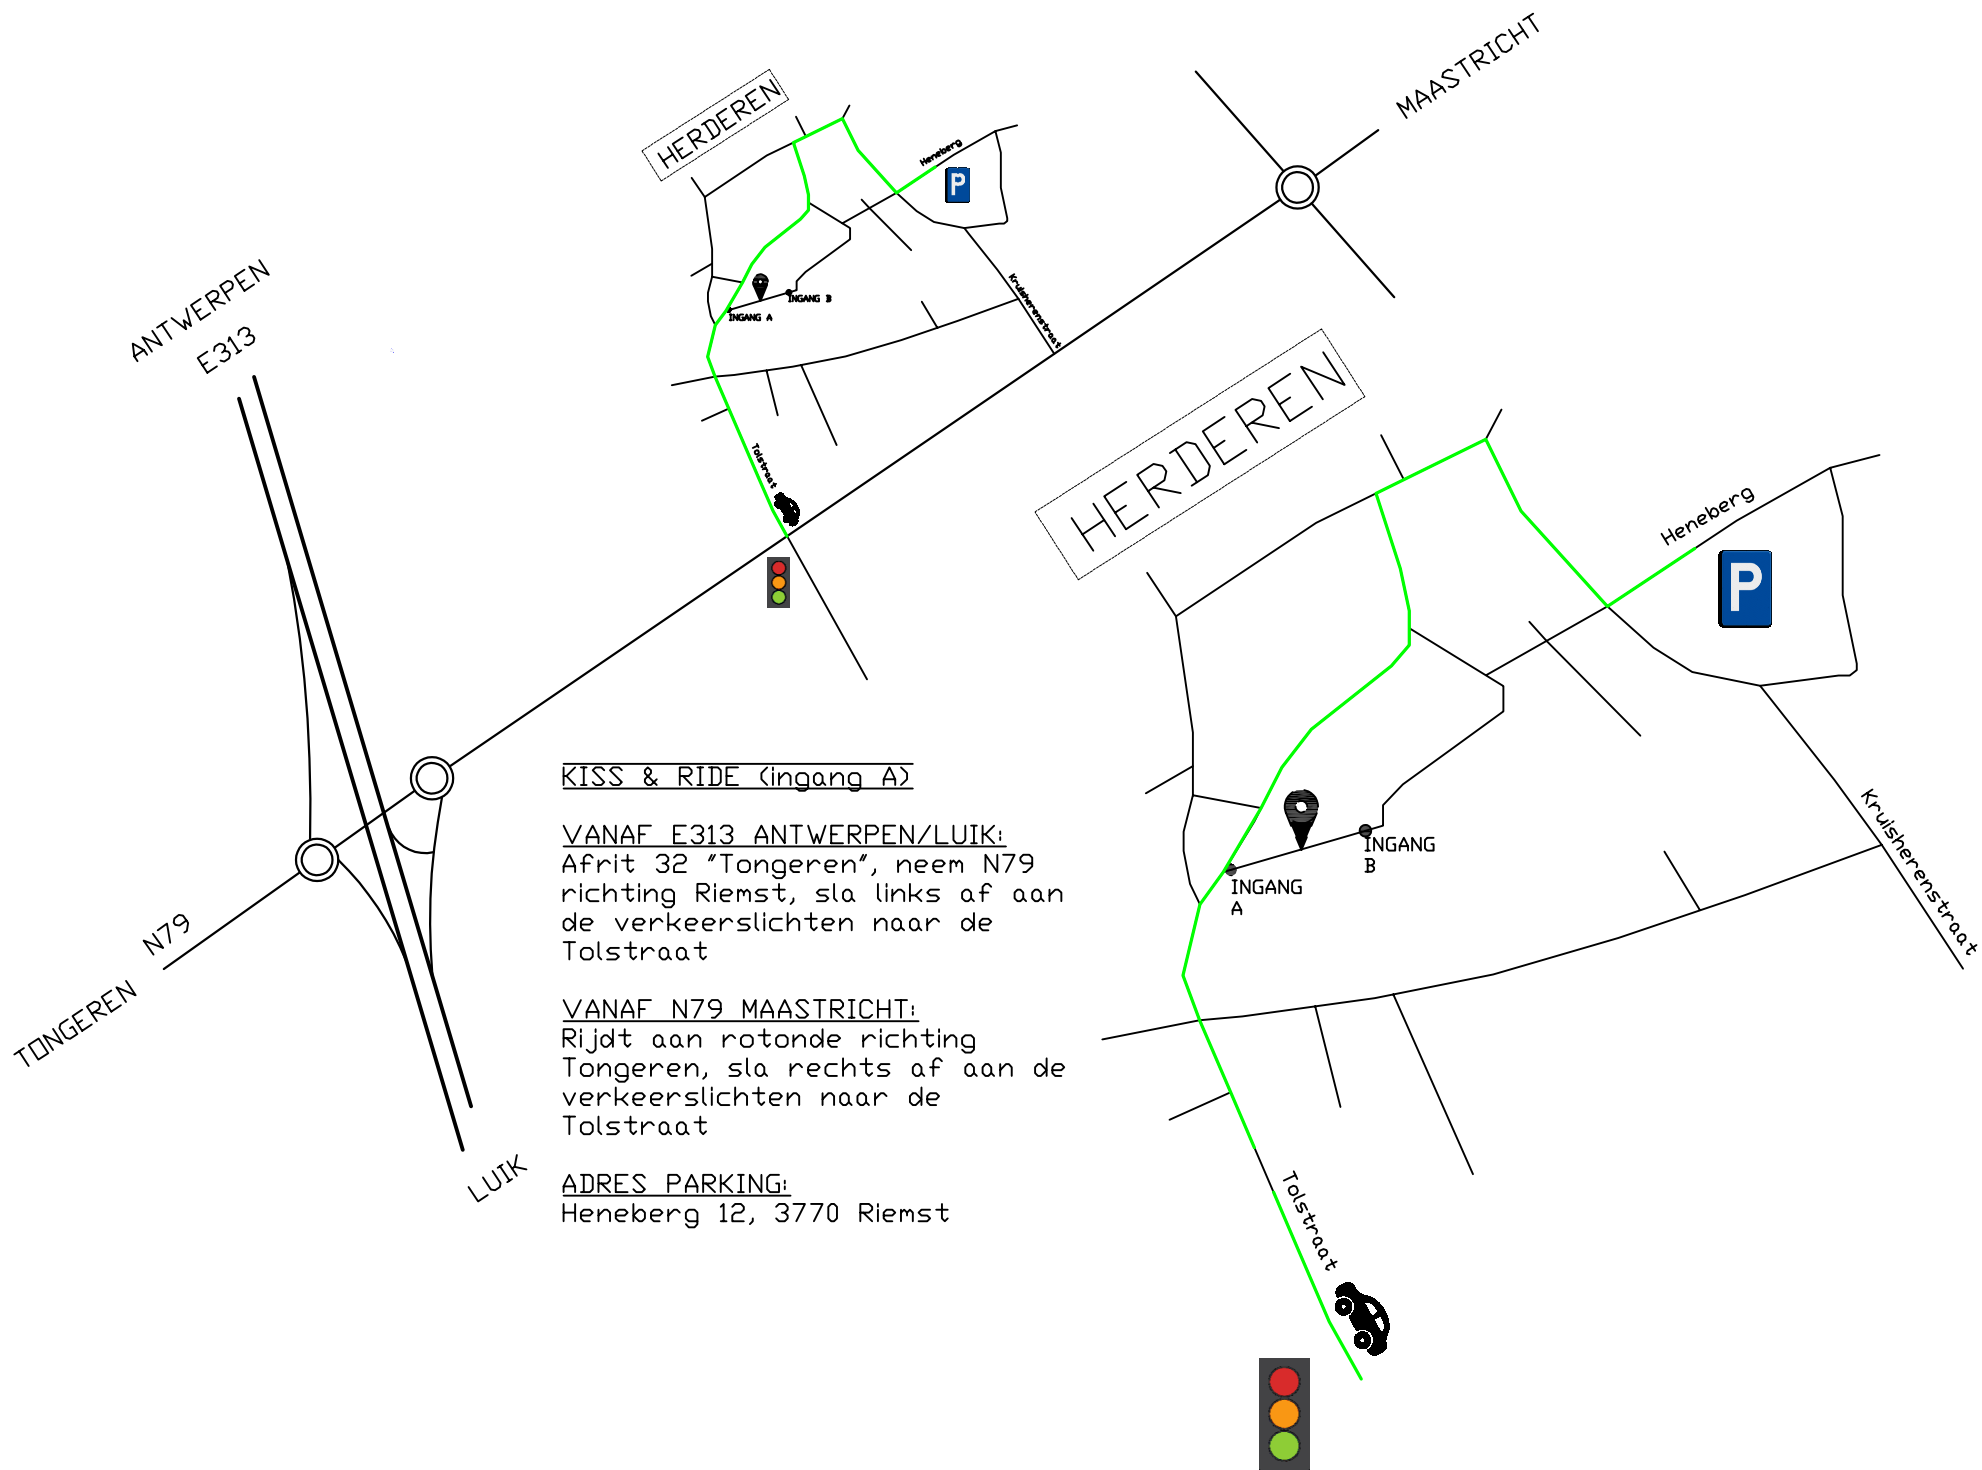 MAASTRICHT
HERDEREN
Heneberg
P
ANTWERPEN
E313
INGANG B
INGANG A
Kruisherenstraat
HERDEREN
Tolstraat
Heneberg
P
KISS & RIDE (ingang A)
VANAF E313 ANTWERPEN/LUIK:
Afrit 32 "Tongeren", neem N79
richting Riemst, sla links af aan
de verkeerslichten naar de
Tolstraat
VANAF N79 MAASTRICHT:
Rijdt aan rotonde richting
Tongeren, sla rechts af aan de
verkeerslichten naar de
Tolstraat
ADRES PARKING:
Heneberg 12, 3770 Riemst
INGANG
B
INGANG
A
Kruisherenstraat
N79
TONGEREN
LUIK
Tolstraat